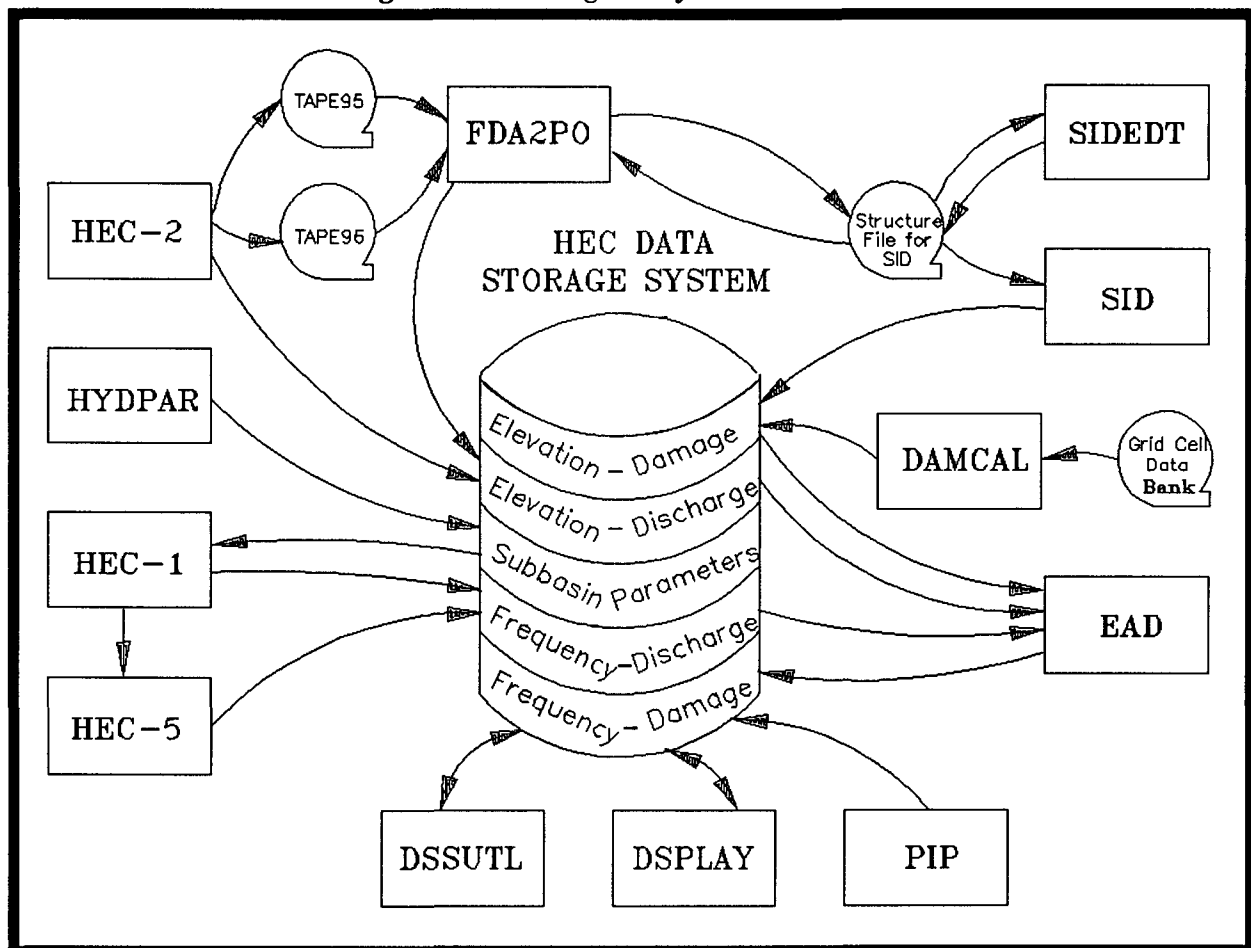 TAPE95
FDA2PO
SIDEDT
HEC-2
TAPE96
Structure
File for
SID
HEC DATA
STORAGE SYSTEM
SID
HYDPAR
Elevation - Damage
DAMCAL
Grid Cell
Data
Bank
Elevation - Discharge
HEC-1
Subbasin Parameters
Frequency-Discharge
EAD
HEC-5
Frequency - Damage
DSSUTL
DSPLAY
PIP